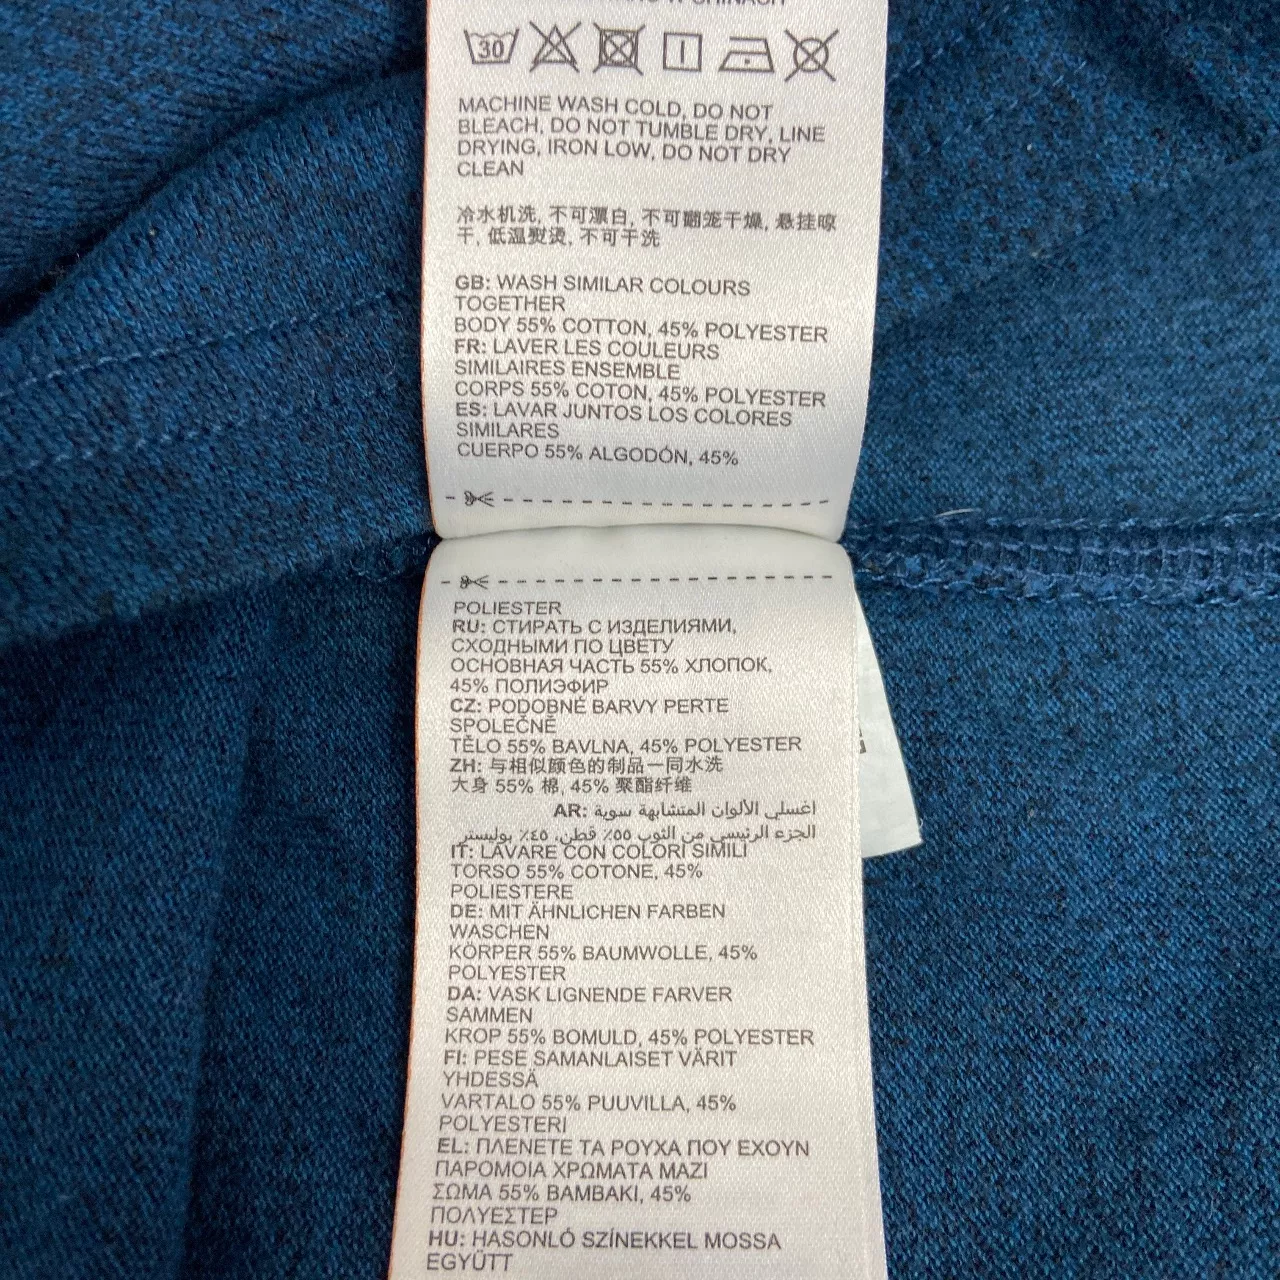 30
MACHINE WASH COLD, DO NOT
BLEACH, DO NOT TUMBLE DRY, LINE
DRYING, IRON LOW, DO NOT DRY
CLEAN
冷水机洗, 不可漂白, 不可翻笼干燥, 悬挂晾
干, 低温熨烫, 不可干洗
GB: WASH SIMILAR COLOURS
TOGETHER
BODY 55% COTTON, 45% POLYESTER
FR: LAVER LES COULEURS
SIMILAIRES ENSEMBLE
CORPS 55% COTON, 45% POLYESTER
ES: LAVAR JUNTOS LOS COLORES
SIMILARES
CUERPO 55% ALGODÓN, 45%
POLIESTER
RU: СТИРАТЬ С ИЗДЕЛИЯМИ,
СХОДНЫМИ ПО ЦВЕТУ
ОСНОВНАЯ ЧАСТЬ 55% ХЛОПОК,
45% ПОЛИЭФИР
CZ: PODOBNÉ BARVY PERTE
SPOLEČNĚ
TĚLO 55% BAVLNA, 45% POLYESTER
ZH: 与相似颜色的制品一同水洗
大身 55% 棉, 45% 聚酯纤维
AR: اغسلي الألوان المتشابهة سوية
الجزء الرئيسي من الثوب ٥٥٪ قطن، ٤٥٪ بوليستر
IT: LAVARE CON COLORI SIMILI
TORSO 55% COTONE, 45%
POLIESTERE
DE: MIT ÄHNLICHEN FARBEN
WASCHEN
KÖRPER 55% BAUMWOLLE, 45%
POLYESTER
DA: VASK LIGNENDE FARVER
SAMMEN
KROP 55% BOMULD, 45% POLYESTER
FI: PESE SAMANLAISET VÄRIT
YHDESSÄ
VARTALO 55% PUUVILLA, 45%
POLYESTERI
EL: ΠΛΕΝΕΤΕ ΤΑ ΡΟΥΧΑ ΠΟΥ ΕΧΟΥΝ
ΠΑΡΟΜΟΙΑ ΧΡΩΜΑΤΑ ΜΑΖΙ
ΣΩΜΑ 55% ΒΑΜΒΑΚΙ, 45%
ΠΟΛΥΕΣΤΕΡ
HU: HASONLÓ SZÍNEKKEL MOSSA
EGYÜTT